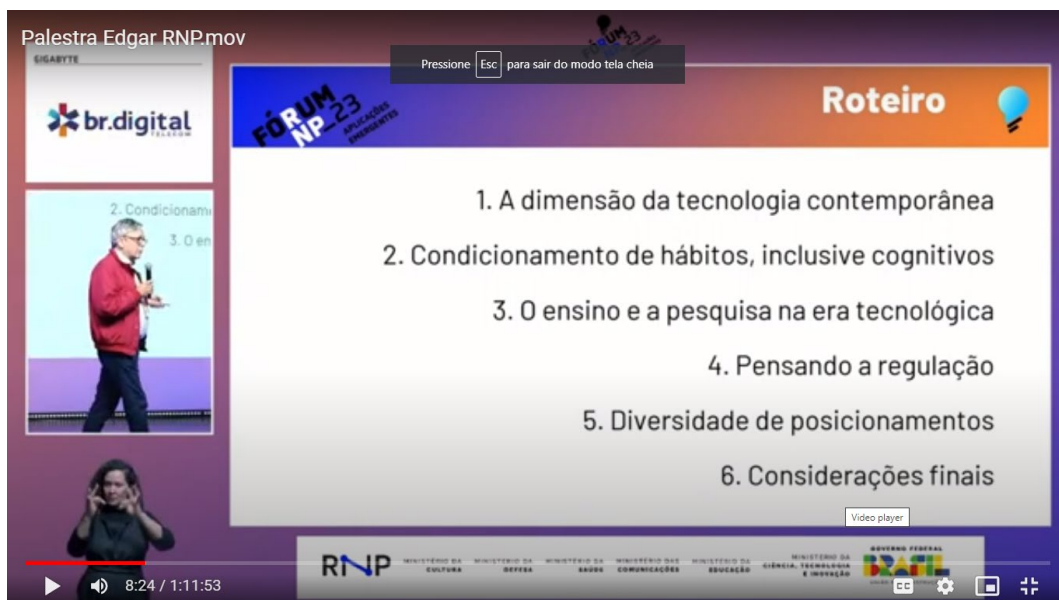 Palestra Edgar RNP.mov
Pressione Esc para sair do modo tela cheia
GIGABYTE
br.digital
TELECOM
FÓRUM
RNP_23
APLICAÇÕES
EMERGENTES
Roteiro
1. A dimensão da tecnologia contemporânea
2. Condicionamento de hábitos, inclusive cognitivos
3. O ensino e a pesquisa na era tecnológica
4. Pensando a regulação
5. Diversidade de posicionamentos
6. Considerações finais
2. Condicionam
3. O en
Video player
RNP
MINISTÉRIO DA CULTURA
MINISTÉRIO DA DEFESA
MINISTÉRIO DA SAÚDE
MINISTÉRIO DAS COMUNICAÇÕES
MINISTÉRIO DA EDUCAÇÃO
MINISTÉRIO DA CIÊNCIA, TECNOLOGIA E INOVAÇÃO
GOVERNO FEDERAL
BRASIL
8:24 / 1:11:53
CC